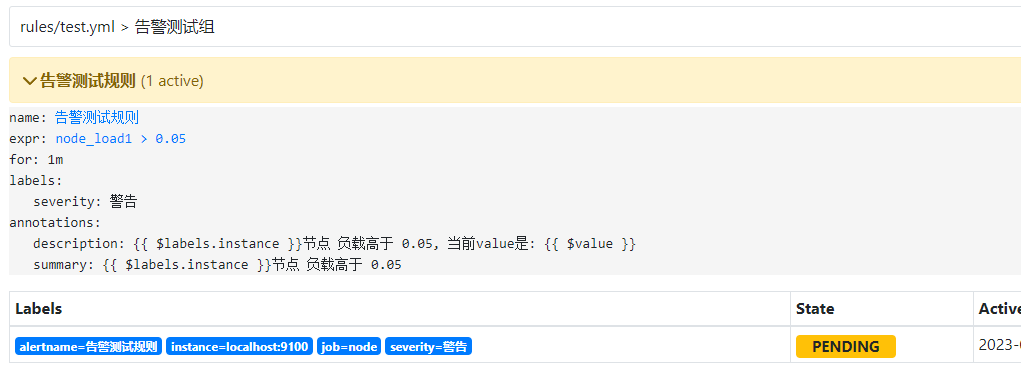 rules/test.yml > 告警测试组
告警测试规则 (1 active)
name: 告警测试规则
expr: node_load1 > 0.05
for: 1m
labels:
severity: 警告
annotations:
description: {{ $labels.instance }}节点 负载高于 0.05, 当前value是: {{ $value }}
summary: {{ $labels.instance }}节点 负载高于 0.05
Labels State Active
alertname=告警测试规则 instance=localhost:9100 job=node severity=警告 PENDING 2023-